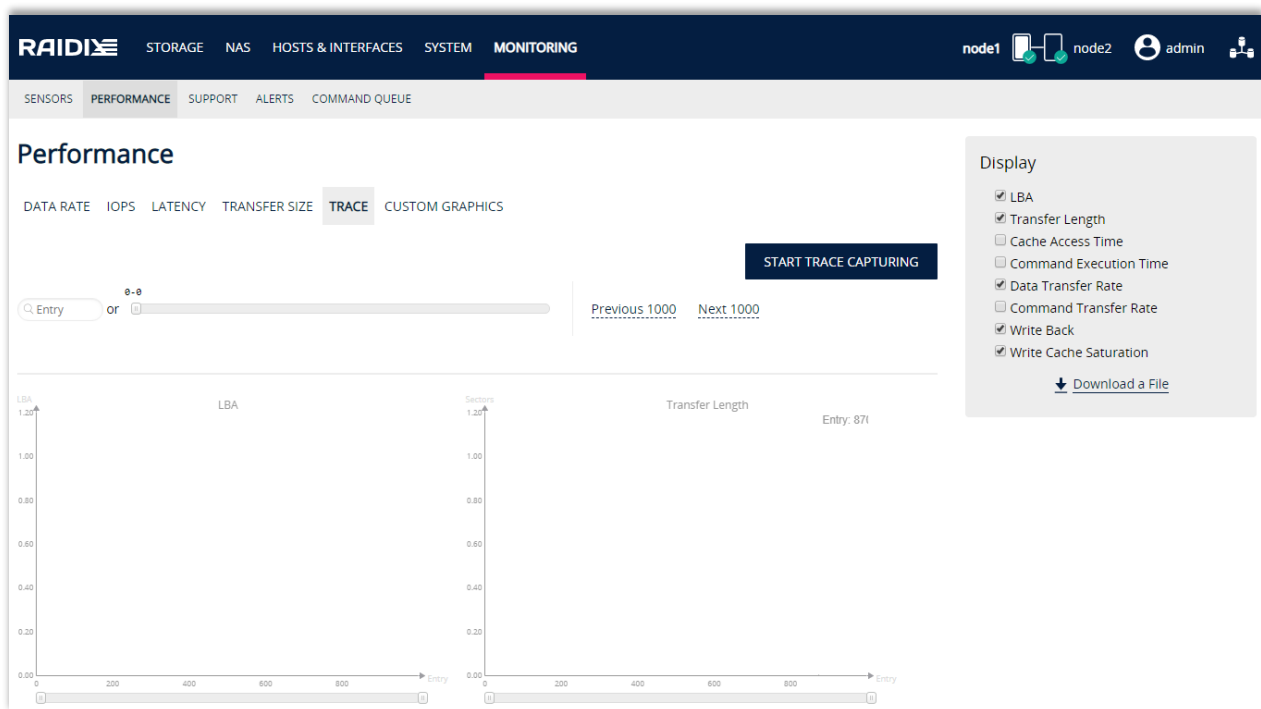 RAIDIX STORAGE NAS HOSTS & INTERFACES SYSTEM MONITORING node1 node2 admin
SENSORS PERFORMANCE SUPPORT ALERTS COMMAND QUEUE
Performance
DATA RATE IOPS LATENCY TRANSFER SIZE TRACE CUSTOM GRAPHICS
START TRACE CAPTURING
0-0
Entry or Previous 1000 Next 1000
Display
LBA
Transfer Length
Cache Access Time
Command Execution Time
Data Transfer Rate
Command Transfer Rate
Write Back
Write Cache Saturation
Download a File
LBA
LBA
1.20
1.00
0.80
0.60
0.40
0.20
0.00
0 200 400 600 800 Entry
Sectors
Transfer Length
1.20
Entry: 870
1.00
0.80
0.60
0.40
0.20
0.00
0 200 400 600 800 Entry